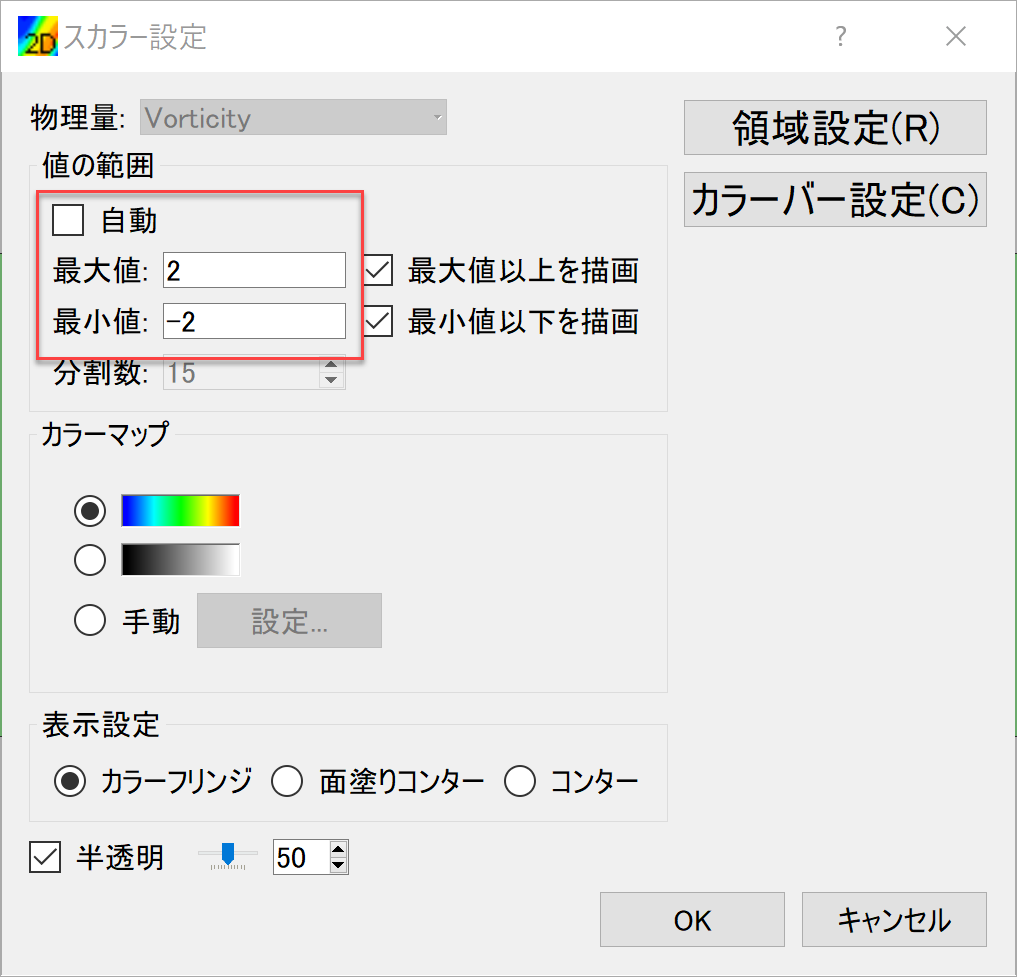 2D スカラー設定 ?
物理量: Vorticity
領域設定(R)
値の範囲
カラーバー設定(C)
自動
最大値: 2 最大値以上を描画
最小値: -2 最小値以下を描画
分割数: 15
カラーマップ
手動 設定...
表示設定
カラーフリンジ 面塗りコンター コンター
半透明 50
OK キャンセル